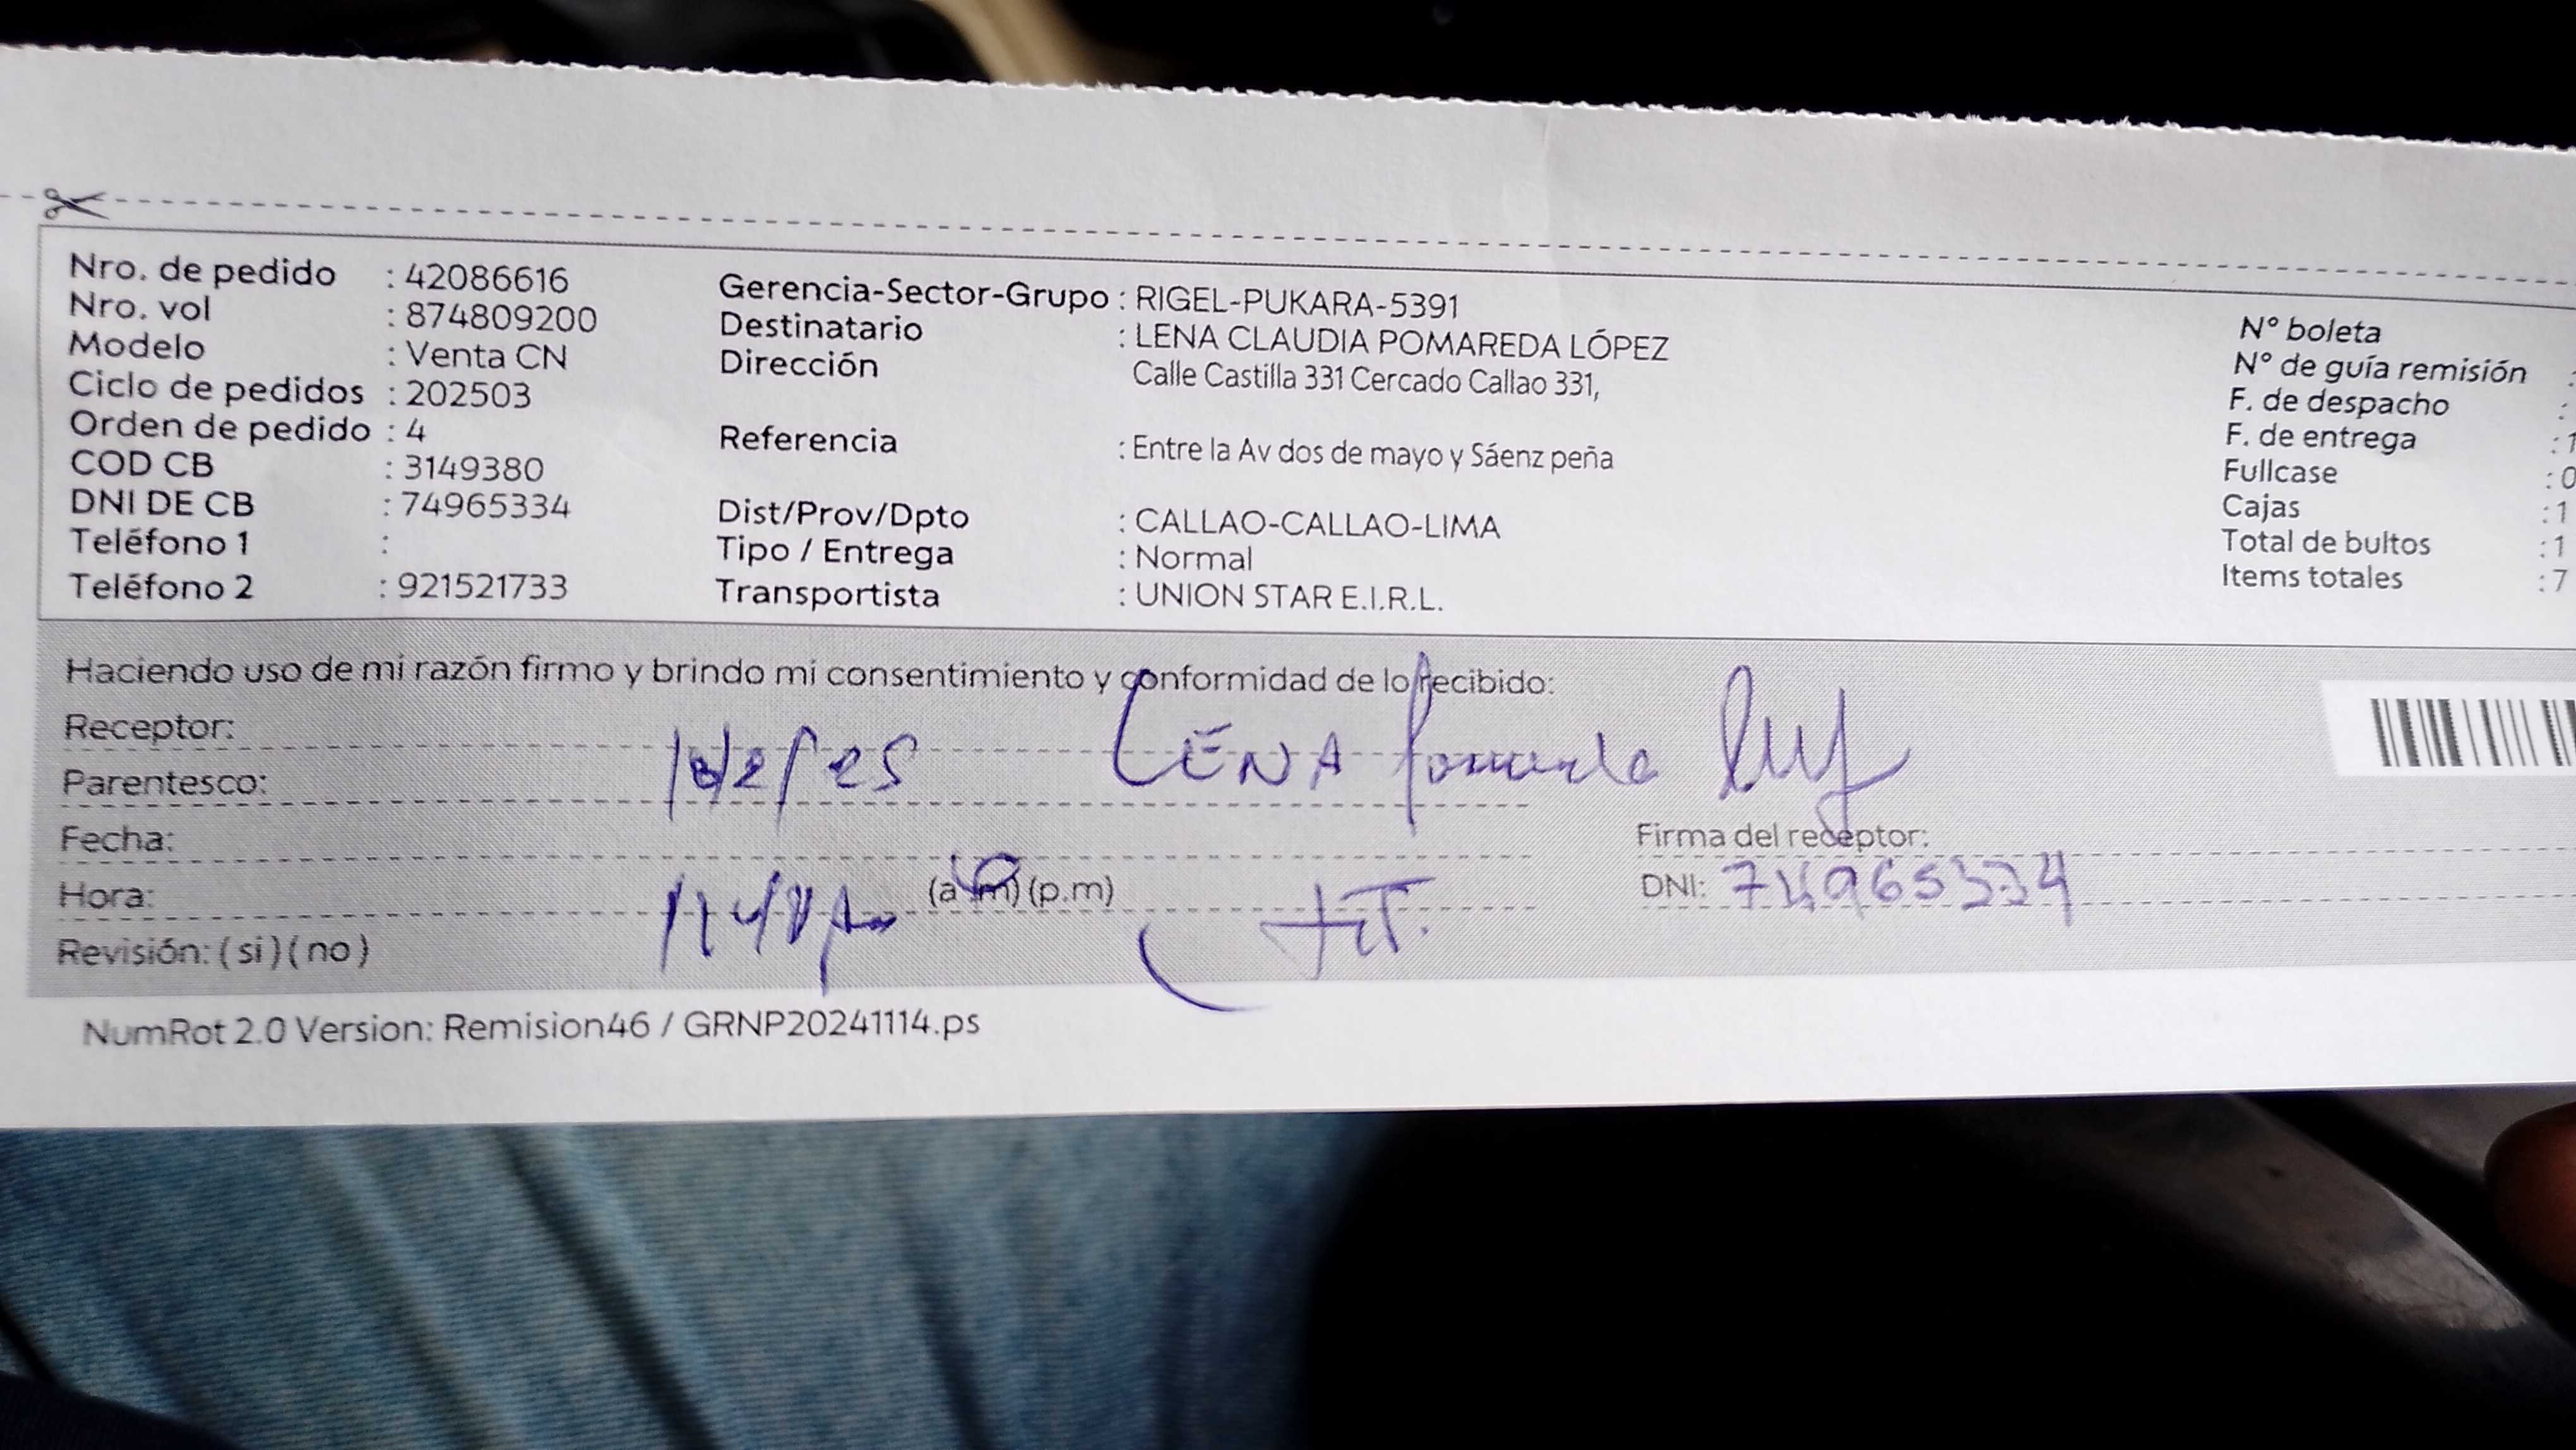 Nro. de pedido : 42086616
Nro. vol : 874809200
Modelo : Venta CN
Ciclo de pedidos : 202503
Orden de pedido : 4
COD CB : 3149380
DNI DE CB : 74965334
Teléfono 1 :
Teléfono 2 : 921521733
Gerencia-Sector-Grupo : RIGEL-PUKARA-5391
Destinatario : LENA CLAUDIA POMAREDA LÓPEZ
Dirección Calle Castilla 331 Cercado Callao 331,
Referencia : Entre la Av dos de mayo y Sáenz peña
Dist/Prov/Dpto : CALLAO-CALLAO-LIMA
Tipo / Entrega : Normal
Transportista : UNION STAR E.I.R.L.
N° boleta
N° de guía remisión :
F. de despacho :
F. de entrega : 1
Fullcase : 0
Cajas : 1
Total de bultos : 1
Items totales : 7
Haciendo uso de mi razón firmo y brindo mi consentimiento y conformidad de lo recibido:
Receptor: LENA
Parentesco:
Fecha:
Hora: (a.m) (p.m)
Revisión: ( si ) ( no )
Firma del receptor:
DNI: 74965334
NumRot 2.0 Version: Remision46 / GRNP20241114.ps